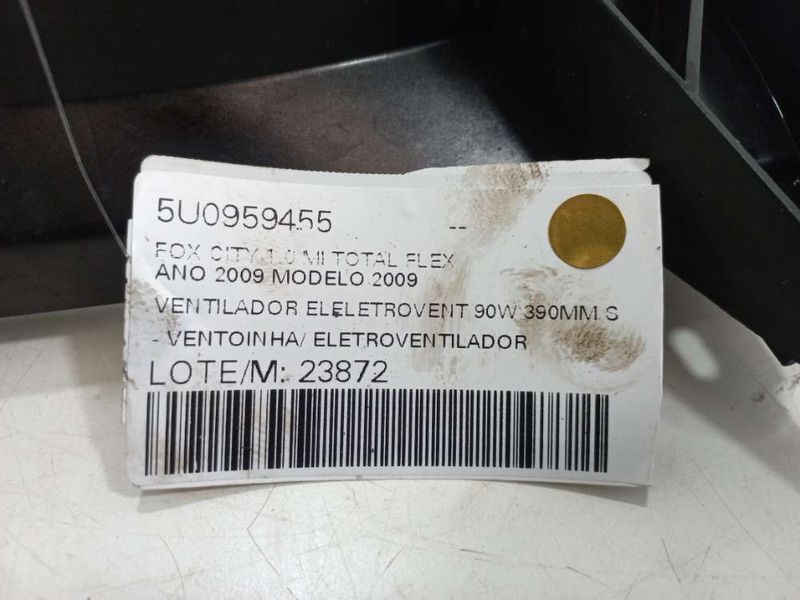 5U0959455 --
FOX CITY 1.0 MI TOTAL FLEX
ANO 2009 MODELO 2009
VENTILADOR ELELETROVENT 90W 390MM S
- VENTOINHA/ ELETROVENTILADOR
LOTE/M: 23872